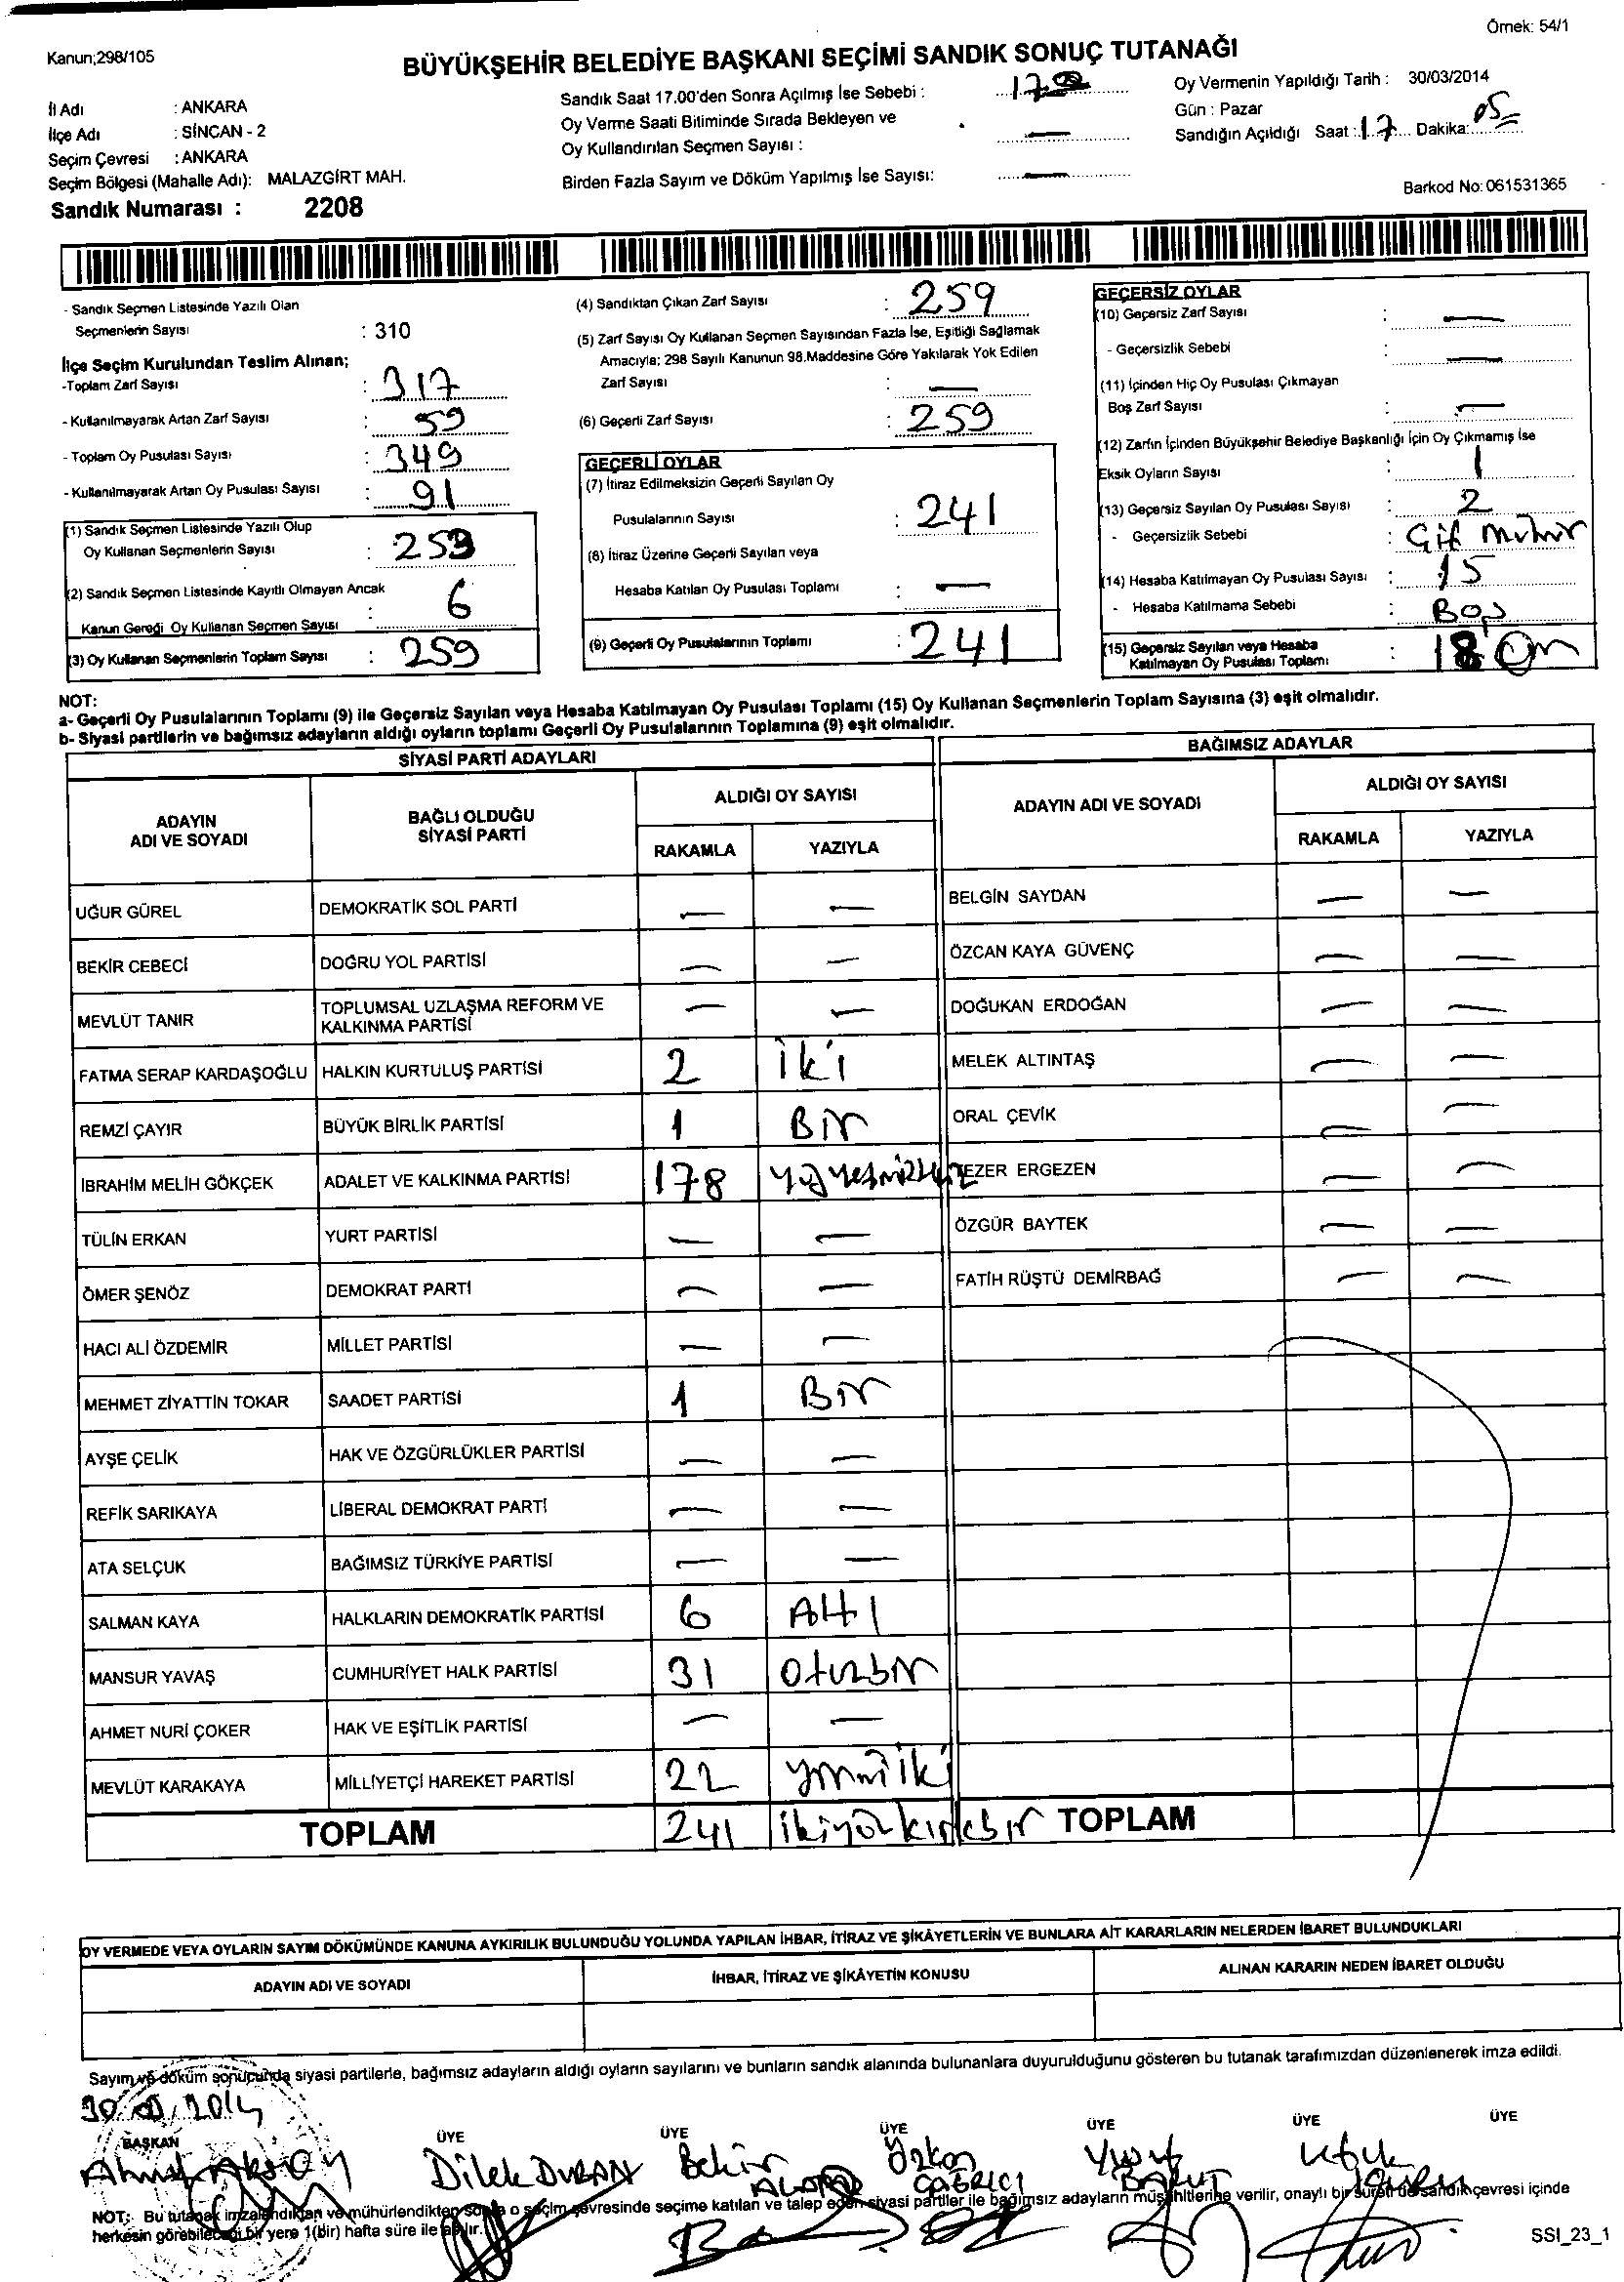 Örnek: 54/1
Kanun;298/105
BÜYÜKŞEHİR BELEDİYE BAŞKANI SEÇİMİ SANDIK SONUÇ TUTANAĞI
İl Adı : ANKARA
İlçe Adı : SİNCAN - 2
Seçim Çevresi : ANKARA
Seçim Bölgesi (Mahalle Adı): MALAZGİRT MAH.
Sandık Numarası : 2208
Sandık Saat 17.00'den Sonra Açılmış İse Sebebi : 17.00
Oy Verme Saati Bitiminde Sırada Bekleyen ve
Oy Kullandırılan Seçmen Sayısı : —
Birden Fazla Sayım ve Döküm Yapılmış İse Sayısı: —
Oy Vermenin Yapıldığı Tarih : 30/03/2014
Gün : Pazar
Sandığın Açıldığı Saat : 17 Dakika: 05
Barkod No: 061531365
- Sandık Seçmen Listesinde Yazılı Olan
Seçmenlerin Sayısı : 310
İlçe Seçim Kurulundan Teslim Alınan;
-Toplam Zarf Sayısı : 317
- Kullanılmayarak Artan Zarf Sayısı : 59
- Toplam Oy Pusulası Sayısı : 349
- Kullanılmayarak Artan Oy Pusulası Sayısı : 91
(1) Sandık Seçmen Listesinde Yazılı Olup
Oy Kullanan Seçmenlerin Sayısı : 253
(2) Sandık Seçmen Listesinde Kayıtlı Olmayan Ancak
Kanun Gereği Oy Kullanan Seçmen Sayısı : 6
(3) Oy Kullanan Seçmenlerin Toplam Sayısı : 259
(4) Sandıktan Çıkan Zarf Sayısı : 259
(5) Zarf Sayısı Oy Kullanan Seçmen Sayısından Fazla İse, Eşitliği Sağlamak
Amacıyla; 298 Sayılı Kanunun 98.Maddesine Göre Yakılarak Yok Edilen
Zarf Sayısı : —
(6) Geçerli Zarf Sayısı : 259
GEÇERLİ OYLAR
(7) İtiraz Edilmeksizin Geçerli Sayılan Oy
Pusulalarının Sayısı : 241
(8) İtiraz Üzerine Geçerli Sayılan veya
Hesaba Katılan Oy Pusulası Toplamı : —
(9) Geçerli Oy Pusulalarının Toplamı : 241
GEÇERSİZ OYLAR
(10) Geçersiz Zarf Sayısı : —
- Geçersizlik Sebebi : —
(11) İçinden Hiç Oy Pusulası Çıkmayan
Boş Zarf Sayısı : —
(12) Zarfın İçinden Büyükşehir Belediye Başkanlığı İçin Oy Çıkmamış İse
Eksik Oyların Sayısı : 1
(13) Geçersiz Sayılan Oy Pusulası Sayısı : 2
- Geçersizlik Sebebi : Çift Mühür
(14) Hesaba Katılmayan Oy Pusulası Sayısı : 15
- Hesaba Katılmama Sebebi : Boş
(15) Geçersiz Sayılan veya Hesaba
Katılmayan Oy Pusulası Toplamı : 18
NOT:
a- Geçerli Oy Pusulalarının Toplamı (9) ile Geçersiz Sayılan veya Hesaba Katılmayan Oy Pusulası Toplamı (15) Oy Kullanan Seçmenlerin Toplam Sayısına (3) eşit olmalıdır.
b- Siyasi partilerin ve bağımsız adayların aldığı oyların toplamı Geçerli Oy Pusulalarının Toplamına (9) eşit olmalıdır.
SİYASİ PARTİ ADAYLARI
ADAYIN ADI VE SOYADI
BAĞLI OLDUĞU SİYASİ PARTİ
ALDIĞI OY SAYISI
RAKAMLA YAZIYLA
UĞUR GÜREL DEMOKRATİK SOL PARTİ — —
BEKİR CEBECİ DOĞRU YOL PARTİSİ — —
MEVLÜT TANIR TOPLUMSAL UZLAŞMA REFORM VE KALKINMA PARTİSİ — —
FATMA SERAP KARDAŞOĞLU HALKIN KURTULUŞ PARTİSİ 2 iki
REMZİ ÇAYIR BÜYÜK BİRLİK PARTİSİ 1 Bir
İBRAHİM MELİH GÖKÇEK ADALET VE KALKINMA PARTİSİ 178
TÜLİN ERKAN YURT PARTİSİ — —
ÖMER ŞENÖZ DEMOKRAT PARTİ — —
HACI ALİ ÖZDEMİR MİLLET PARTİSİ — —
MEHMET ZİYATTİN TOKAR SAADET PARTİSİ 1 Bir
AYŞE ÇELİK HAK VE ÖZGÜRLÜKLER PARTİSİ — —
REFİK SARIKAYA LİBERAL DEMOKRAT PARTİ — —
ATA SELÇUK BAĞIMSIZ TÜRKİYE PARTİSİ — —
SALMAN KAYA HALKLARIN DEMOKRATİK PARTİSİ 6 Altı
MANSUR YAVAŞ CUMHURİYET HALK PARTİSİ 31 otuzbir
AHMET NURİ ÇOKER HAK VE EŞİTLİK PARTİSİ — —
MEVLÜT KARAKAYA MİLLİYETÇİ HAREKET PARTİSİ 22 yirmiiki
TOPLAM 241 ikiyüzkırkbir
BAĞIMSIZ ADAYLAR
ADAYIN ADI VE SOYADI
ALDIĞI OY SAYISI
RAKAMLA YAZIYLA
BELGİN SAYDAN — —
ÖZCAN KAYA GÜVENÇ — —
DOĞUKAN ERDOĞAN — —
MELEK ALTINTAŞ — —
ORAL ÇEVİK — —
EZER ERGEZEN — —
ÖZGÜR BAYTEK — —
FATİH RÜŞTÜ DEMİRBAĞ — —
TOPLAM
OY VERMEDE VEYA OYLARIN SAYIM DÖKÜMÜNDE KANUNA AYKIRILIK BULUNDUĞU YOLUNDA YAPILAN İHBAR, İTİRAZ VE ŞİKÂYETLERİN VE BUNLARA AİT KARARLARIN NELERDEN İBARET BULUNDUKLARI
ADAYIN ADI VE SOYADI
İHBAR, İTİRAZ VE ŞİKÂYETİN KONUSU
ALINAN KARARIN NEDEN İBARET OLDUĞU
Sayım ve döküm sonucunda siyasi partilerle, bağımsız adayların aldığı oyların sayılarını ve bunların sandık alanında bulunanlara duyurulduğunu gösteren bu tutanak tarafımızdan düzenlenerek imza edildi.
BAŞKAN ÜYE ÜYE ÜYE ÜYE ÜYE ÜYE
Ahmet Aksoy
Dilek DURAN
Bekir
Özkan ÇAĞRICI
Yusuf
Ufuk
NOT: Bu tutanak imzalandıktan ve mühürlendikten sonra o seçim çevresinde seçime katılan ve talep eden siyasi partiler ile bağımsız adayların müşahitlerine verilir, onaylı bir sureti de sandık çevresi içinde
herkesin görebileceği bir yere 1(bir) hafta süre ile asılır.
SSI_23_1